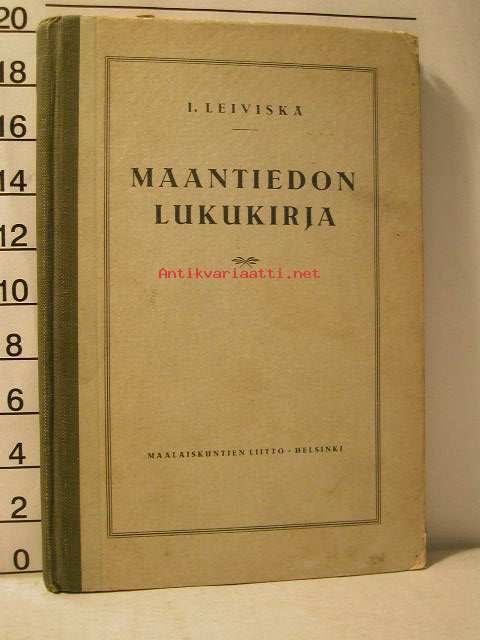 I. LEIVISKÄ
MAANTIEDON
LUKUKIRJA
Antikvariaatti.net
MAALAISKUNTIEN LIITTO - HELSINKI
20
18
16
14
12
10
8
6
4
2
0